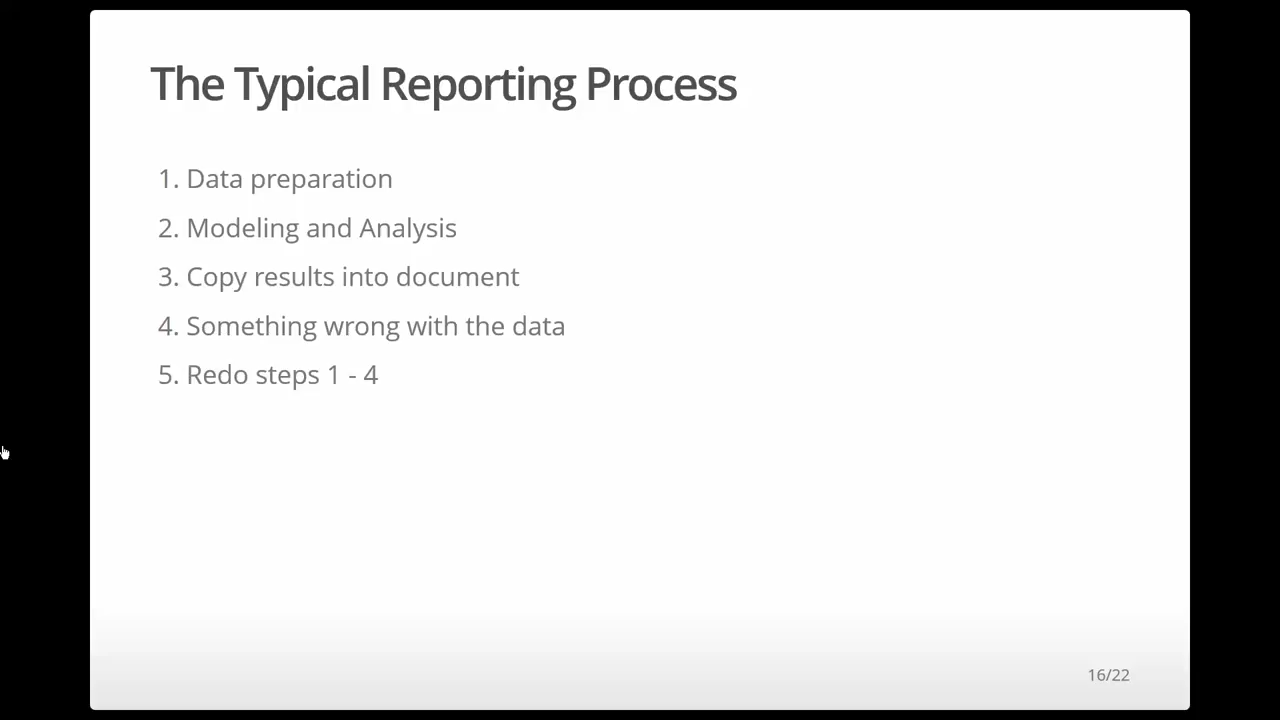 The Typical Reporting Process
1. Data preparation
2. Modeling and Analysis
3. Copy results into document
4. Something wrong with the data
5. Redo steps 1 - 4
16/22